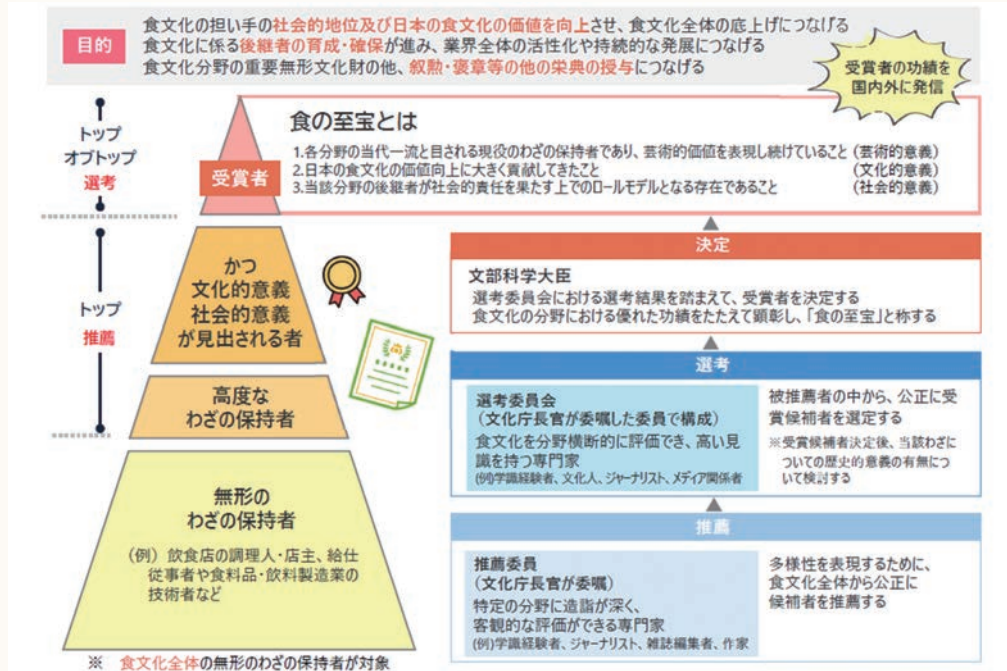 目的
食文化の担い手の社会的地位及び日本の食文化の価値を向上させ、食文化全体の底上げにつなげる
食文化に係る後継者の育成・確保が進み、業界全体の活性化や持続的な発展につなげる
食文化分野の重要無形文化財の他、叙勲・褒章等の他の栄典の授与につなげる
受賞者の功績を
国内外に発信
トップ
オブトップ
選考
受賞者
食の至宝とは
1.各分野の当代一流と目される現役のわざの保持者であり、芸術的価値を表現し続けていること (芸術的意義)
2.日本の食文化の価値向上に大きく貢献してきたこと (文化的意義)
3.当該分野の後継者が社会的責任を果たす上でのロールモデルとなる存在であること (社会的意義)
トップ
推薦
かつ
文化的意義
社会的意義
が見出される者
高度な
わざの保持者
無形の
わざの保持者
(例) 飲食店の調理人・店主、給仕
従事者や食料品・飲料製造業の
技術者など
※ 食文化全体の無形のわざの保持者が対象
決定
文部科学大臣
選考委員会における選考結果を踏まえて、受賞者を決定する
食文化の分野における優れた功績をたたえて顕彰し、「食の至宝」と称する
選考
選考委員会
(文化庁長官が委嘱した委員で構成)
食文化を分野横断的に評価でき、高い見
識を持つ専門家
(例)学識経験者、文化人、ジャーナリスト、メディア関係者
被推薦者の中から、公正に受
賞候補者を選定する
※受賞候補者決定後、当該わざに
ついての歴史的意義の有無につ
いて検討する
推薦
推薦委員
(文化庁長官が委嘱)
特定の分野に造詣が深く、
客観的な評価ができる専門家
(例)学識経験者、ジャーナリスト、雑誌編集者、作家
多様性を表現するために、
食文化全体から公正に
候補者を推薦する